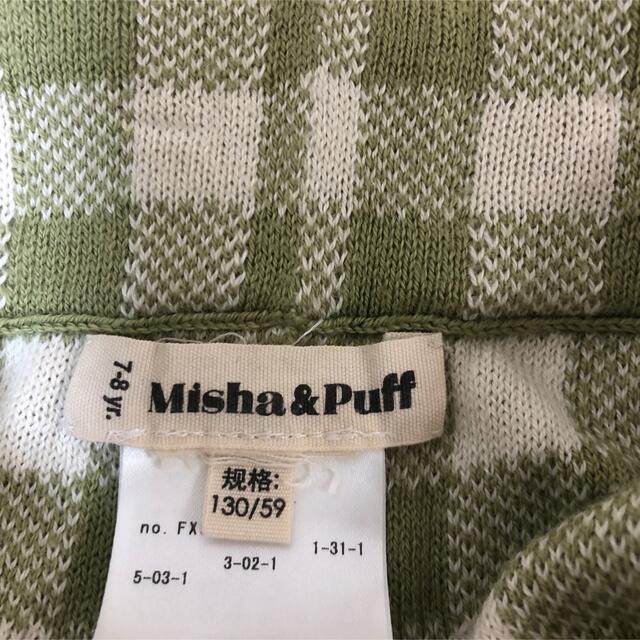 7-8 yr.
Misha&Puff
规格:
130/59
no. FX
1-31-1
3-02-1
5-03-1